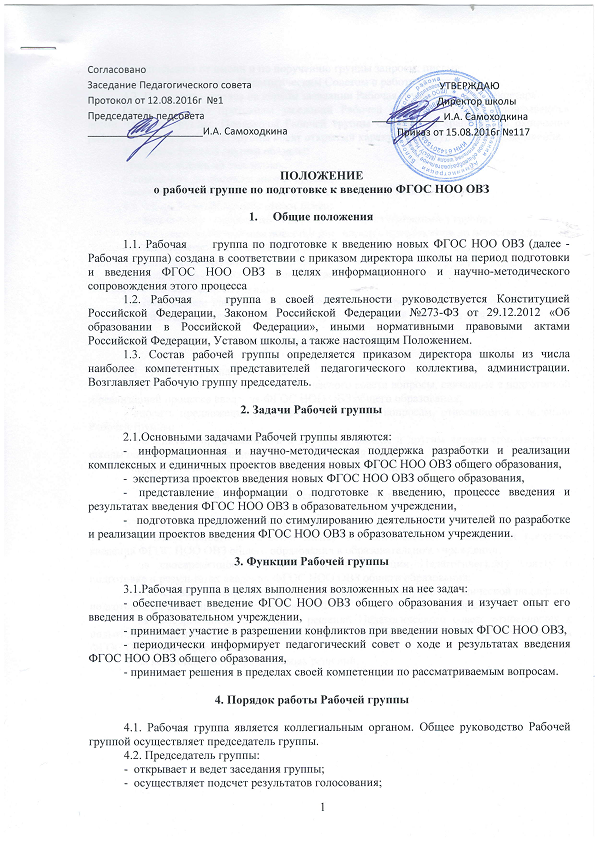 Согласовано
Заседание Педагогического совета
Протокол от 12.08.2016г №1
Председатель педсовета
____________________И.А. Самоходкина
УТВЕРЖДАЮ
Директор школы
____________И.А. Самоходкина
Приказ от 15.08.2016г №117
ПОЛОЖЕНИЕ
о рабочей группе по подготовке к введению ФГОС НОО ОВЗ
1. Общие положения
1.1. Рабочая группа по подготовке к введению новых ФГОС НОО ОВЗ (далее -
Рабочая группа) создана в соответствии с приказом директора школы на период подготовки
и введения ФГОС НОО ОВЗ в целях информационного и научно-методического
сопровождения этого процесса
1.2. Рабочая группа в своей деятельности руководствуется Конституцией
Российской Федерации, Законом Российской Федерации №273-ФЗ от 29.12.2012 «Об
образовании в Российской Федерации», иными нормативными правовыми актами
Российской Федерации, Уставом школы, а также настоящим Положением.
1.3. Состав рабочей группы определяется приказом директора школы из числа
наиболее компетентных представителей педагогического коллектива, администрации.
Возглавляет Рабочую группу председатель.
2. Задачи Рабочей группы
2.1.Основными задачами Рабочей группы являются:
- информационная и научно-методическая поддержка разработки и реализации
комплексных и единичных проектов введения новых ФГОС НОО ОВЗ общего образования,
- экспертиза проектов введения новых ФГОС НОО ОВЗ общего образования,
- представление информации о подготовке к введению, процессе введения и
результатах введения ФГОС НОО ОВЗ в образовательном учреждении,
- подготовка предложений по стимулированию деятельности учителей по разработке
и реализации проектов введения ФГОС НОО ОВЗ в образовательном учреждении.
3. Функции Рабочей группы
3.1.Рабочая группа в целях выполнения возложенных на нее задач:
- обеспечивает введение ФГОС НОО ОВЗ общего образования и изучает опыт его
введения в образовательном учреждении,
- принимает участие в разрешении конфликтов при введении новых ФГОС НОО ОВЗ,
- периодически информирует педагогический совет о ходе и результатах введения
ФГОС НОО ОВЗ общего образования,
- принимает решения в пределах своей компетенции по рассматриваемым вопросам.
4. Порядок работы Рабочей группы
4.1. Рабочая группа является коллегиальным органом. Общее руководство Рабочей
группой осуществляет председатель группы.
4.2. Председатель группы:
- открывает и ведет заседания группы;
- осуществляет подсчет результатов голосования;
1